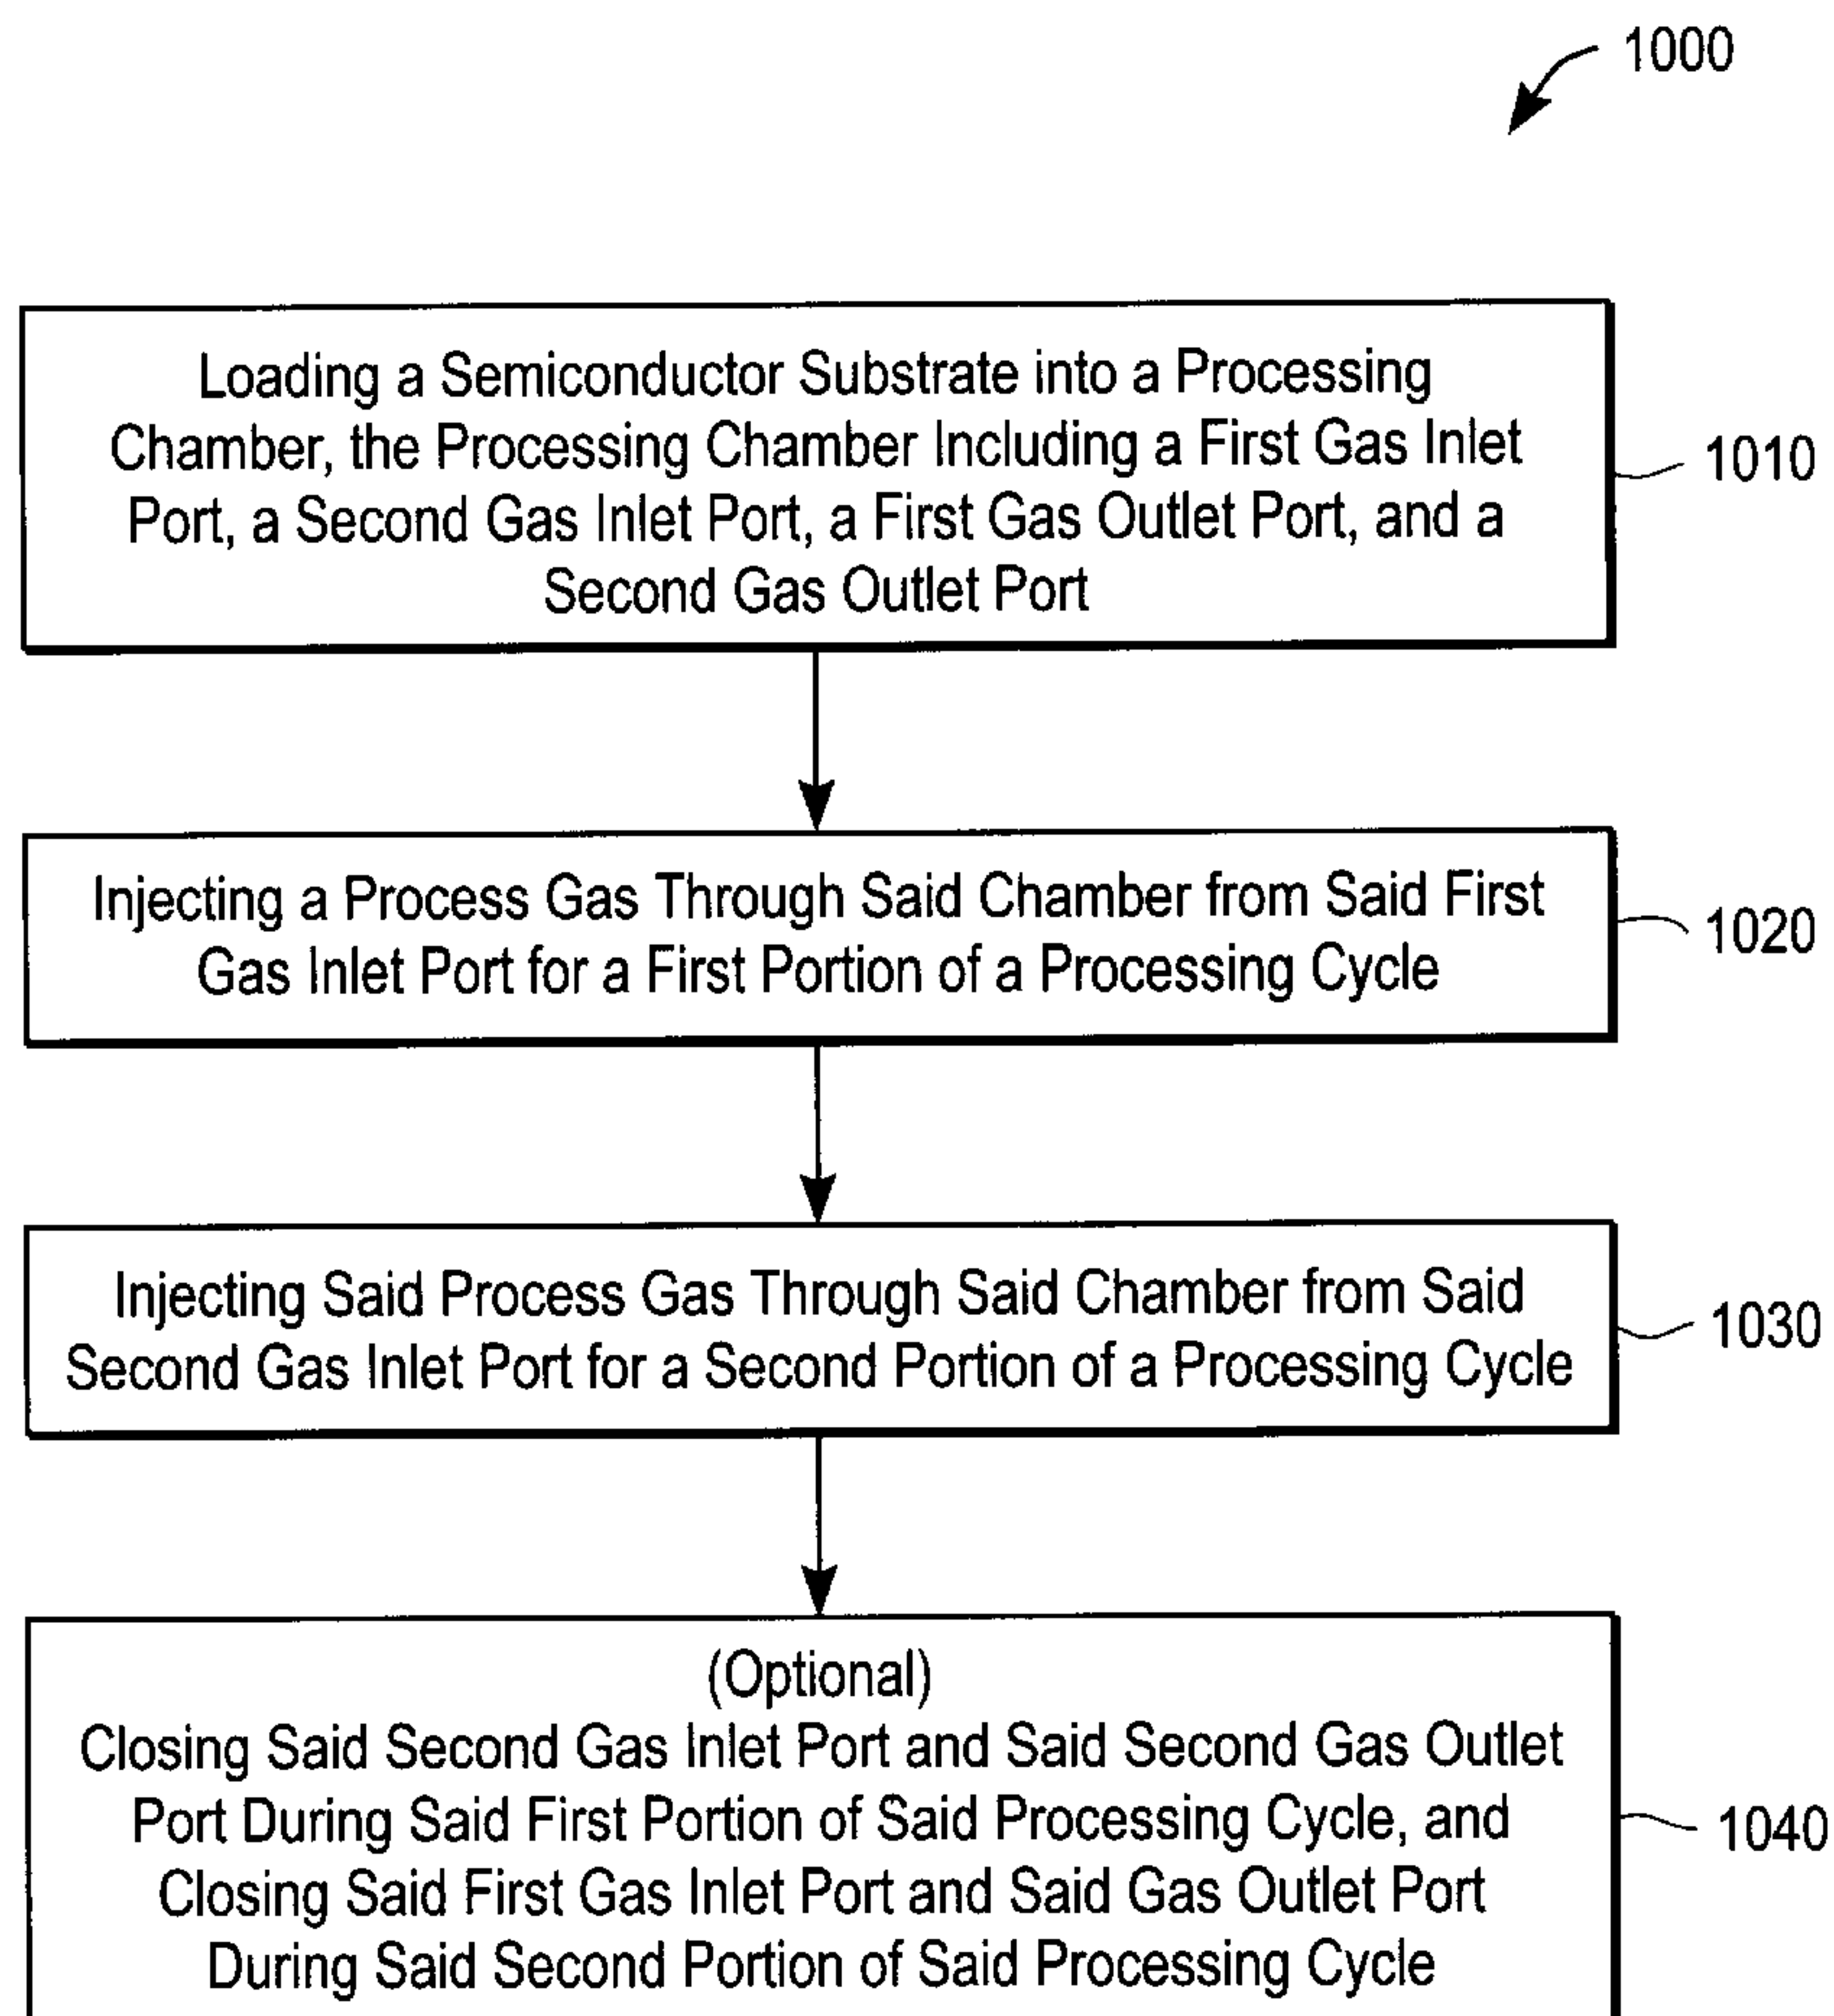 1000
Loading a Semiconductor Substrate into a Processing
Chamber, the Processing Chamber Including a First Gas Inlet
Port, a Second Gas Inlet Port, a First Gas Outlet Port, and a
Second Gas Outlet Port
1010
Injecting a Process Gas Through Said Chamber from Said First
Gas Inlet Port for a First Portion of a Processing Cycle
1020
Injecting Said Process Gas Through Said Chamber from Said
Second Gas Inlet Port for a Second Portion of a Processing Cycle
1030
(Optional)
Closing Said Second Gas Inlet Port and Said Second Gas Outlet
Port During Said First Portion of Said Processing Cycle, and
Closing Said First Gas Inlet Port and Said Gas Outlet Port
During Said Second Portion of Said Processing Cycle
1040